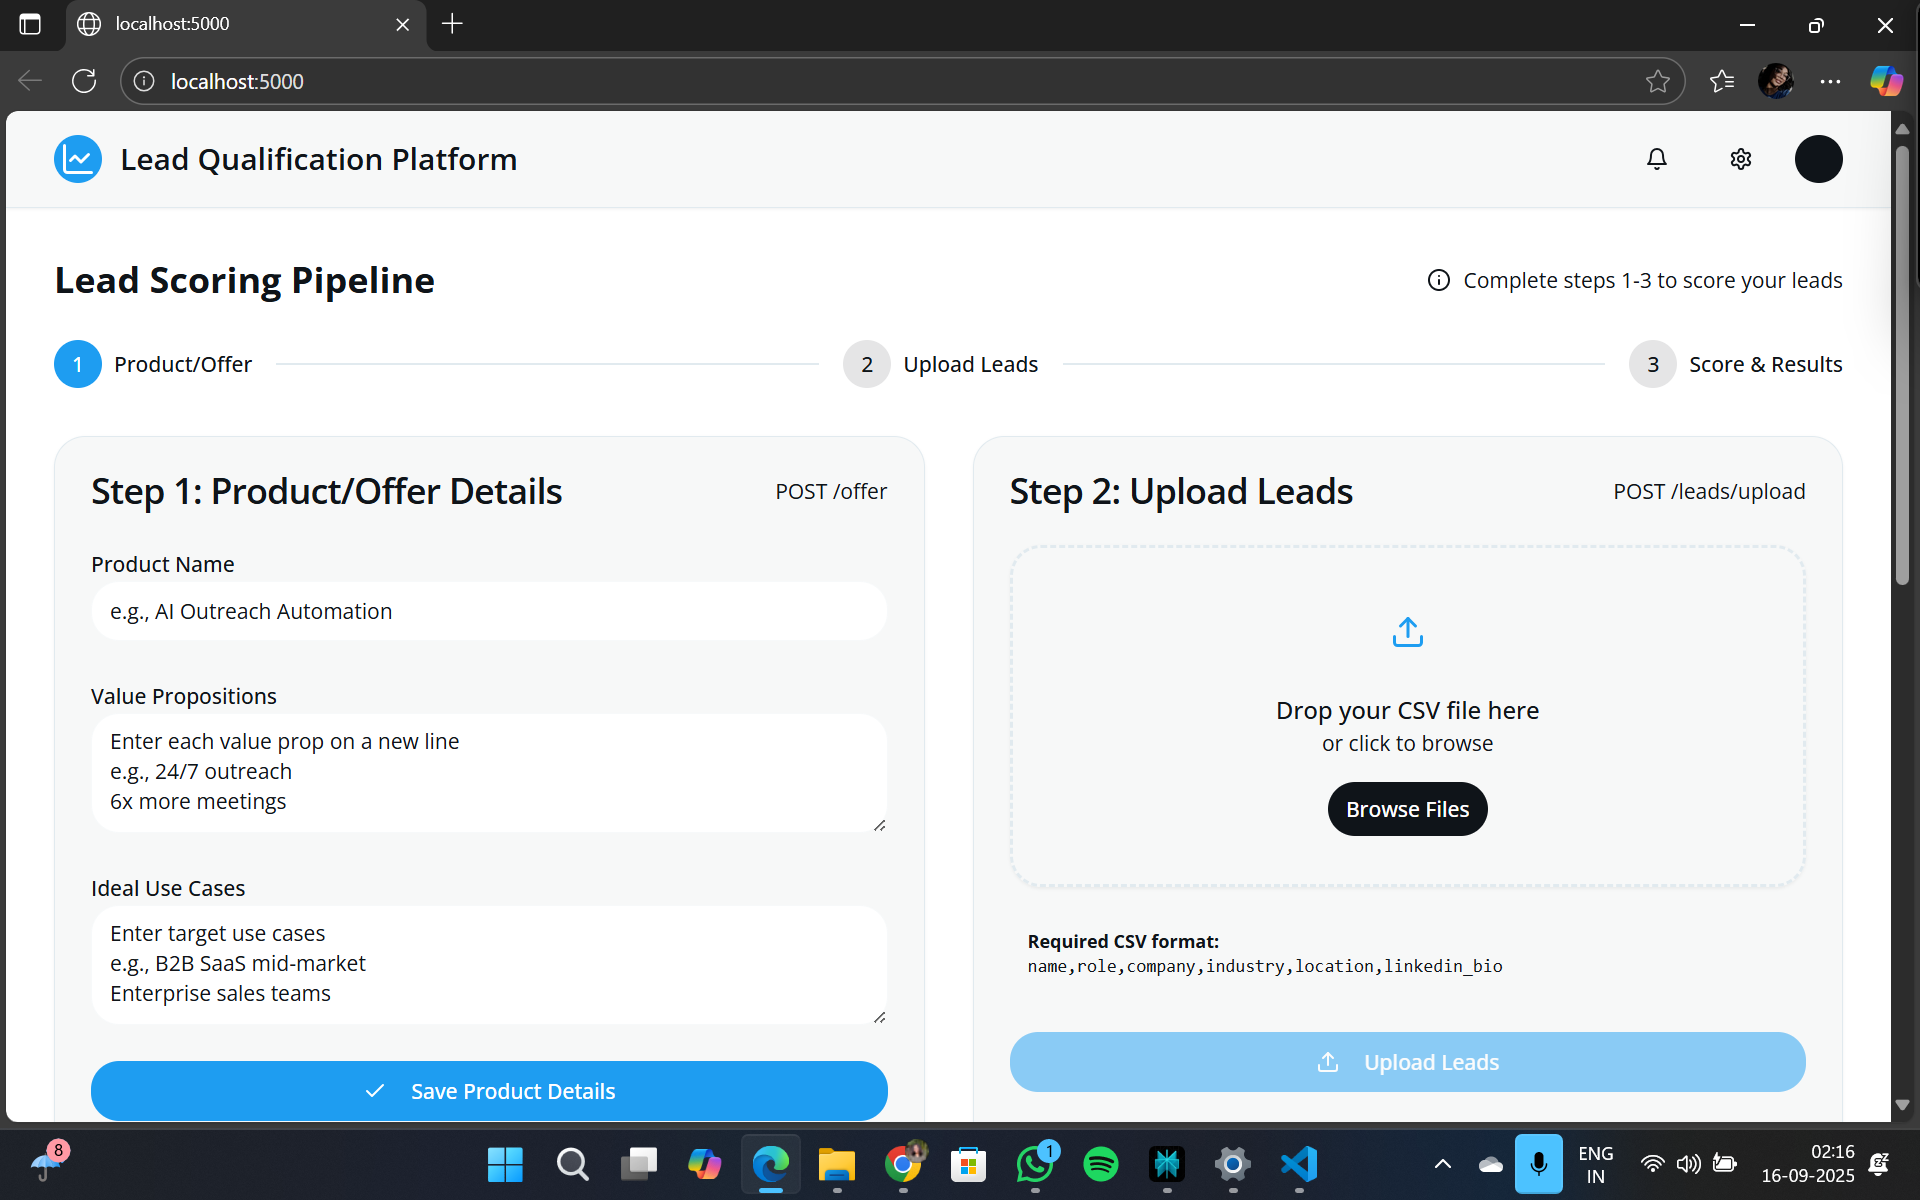 localhost:5000
localhost:5000
Lead Qualification Platform
Lead Scoring Pipeline
Complete steps 1-3 to score your leads
1 Product/Offer
2 Upload Leads
3 Score & Results
Step 1: Product/Offer Details
POST /offer
Product Name
e.g., AI Outreach Automation
Value Propositions
Enter each value prop on a new line
e.g., 24/7 outreach
6x more meetings
Ideal Use Cases
Enter target use cases
e.g., B2B SaaS mid-market
Enterprise sales teams
Save Product Details
Step 2: Upload Leads
POST /leads/upload
Drop your CSV file here
or click to browse
Browse Files
Required CSV format:
name,role,company,industry,location,linkedin_bio
Upload Leads
8
1
ENG
IN
02:16
16-09-2025